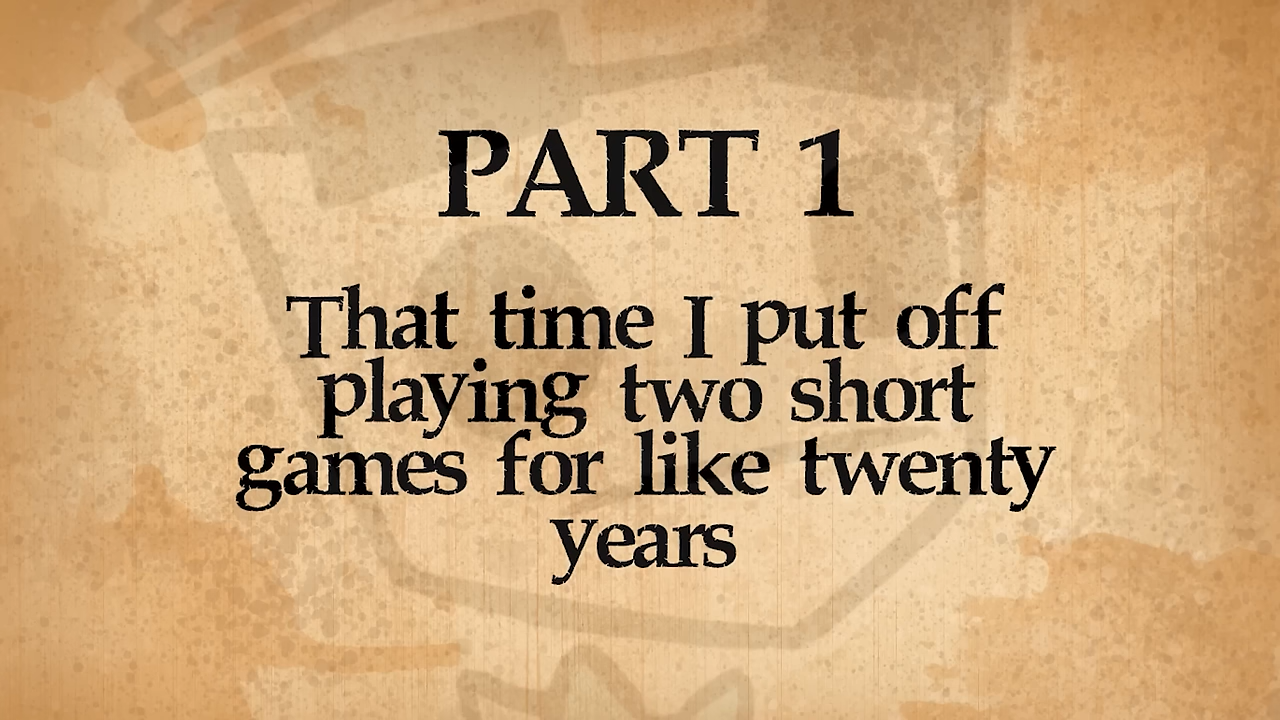 PART 1
That time I put off
playing two short
games for like twenty
years